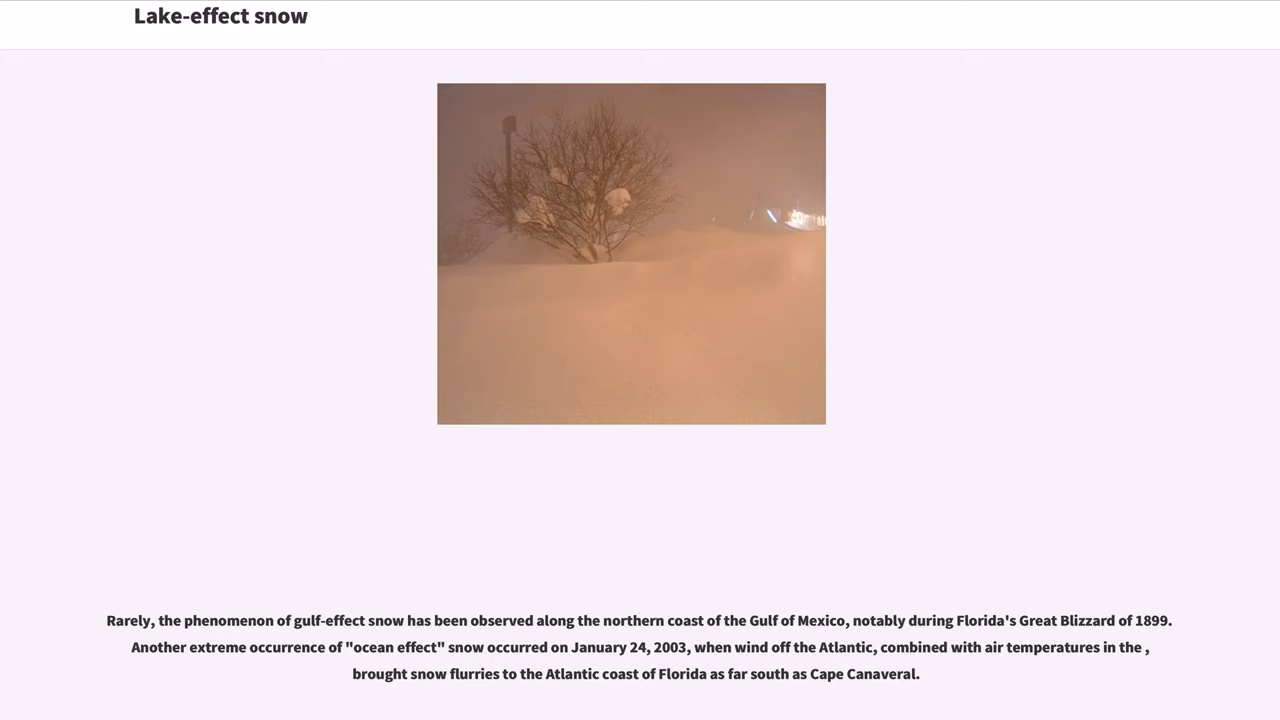 Lake-effect snow
Rarely, the phenomenon of gulf-effect snow has been observed along the northern coast of the Gulf of Mexico, notably during Florida's Great Blizzard of 1899.
Another extreme occurrence of "ocean effect" snow occurred on January 24, 2003, when wind off the Atlantic, combined with air temperatures in the ,
brought snow flurries to the Atlantic coast of Florida as far south as Cape Canaveral.